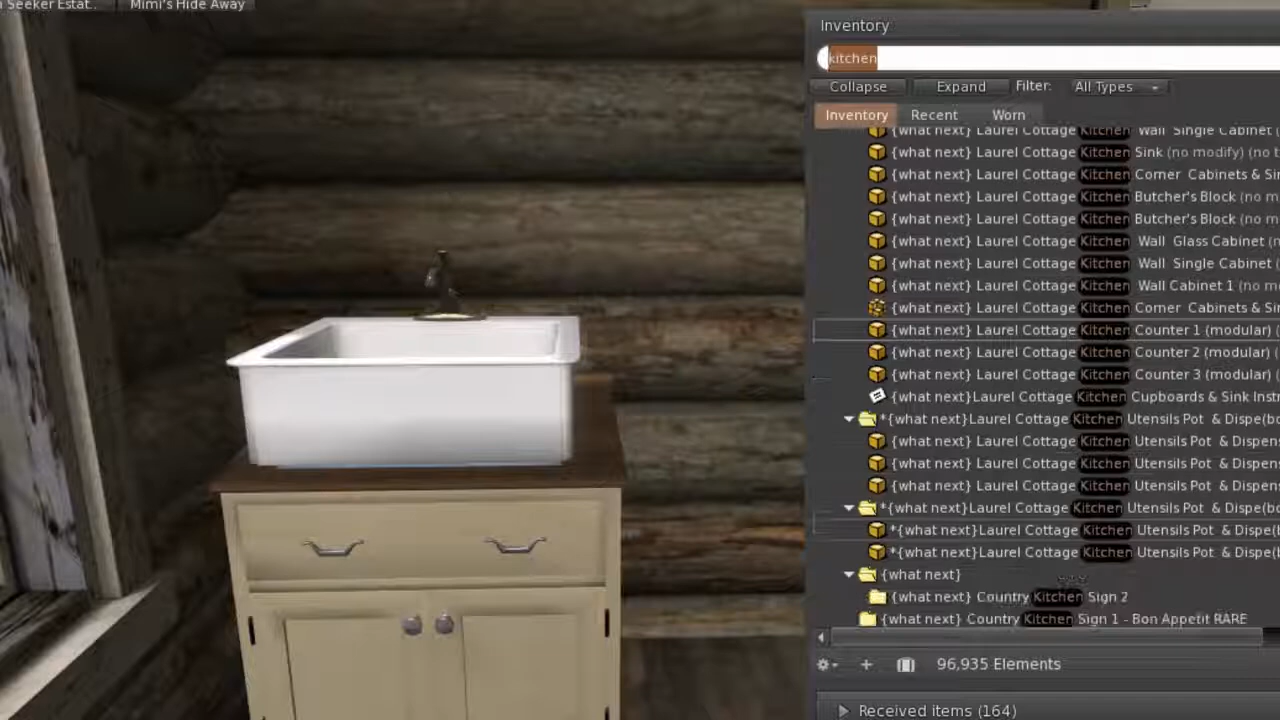 Seeker Estat..
Mimi's Hide Away
Inventory
kitchen
Collapse
Expand
Filter:
All Types
Inventory
Recent
Worn
{what next} Laurel Cottage Kitchen Wall Single Cabinet (
{what next} Laurel Cottage Kitchen Sink (no modify) (no t
{what next} Laurel Cottage Kitchen Corner Cabinets & Si
{what next} Laurel Cottage Kitchen Butcher's Block (no m
{what next} Laurel Cottage Kitchen Butcher's Block (no m
{what next} Laurel Cottage Kitchen Wall Glass Cabinet (
{what next} Laurel Cottage Kitchen Wall Single Cabinet
{what next} Laurel Cottage Kitchen Wall Cabinet 1 (no m
{what next} Laurel Cottage Kitchen Corner Cabinets & Si
{what next} Laurel Cottage Kitchen Counter 1 (modular) (
{what next} Laurel Cottage Kitchen Counter 2 (modular) (
{what next} Laurel Cottage Kitchen Counter 3 (modular) (
{what next}Laurel Cottage Kitchen Cupboards & Sink Inst
*{what next}Laurel Cottage Kitchen Utensils Pot & Dispe(b
{what next} Laurel Cottage Kitchen Utensils Pot & Dispen
{what next} Laurel Cottage Kitchen Utensils Pot & Dispen
{what next} Laurel Cottage Kitchen Utensils Pot & Dispen
*{what next}Laurel Cottage Kitchen Utensils Pot & Dispe(b
*{what next}Laurel Cottage Kitchen Utensils Pot & Dispe(b
*{what next}Laurel Cottage Kitchen Utensils Pot & Dispe(b
{what next}
{what next} Country Kitchen Sign 2
{what next} Country Kitchen Sign 1 - Bon Appetit RARE
96,935 Elements
Received items (164)